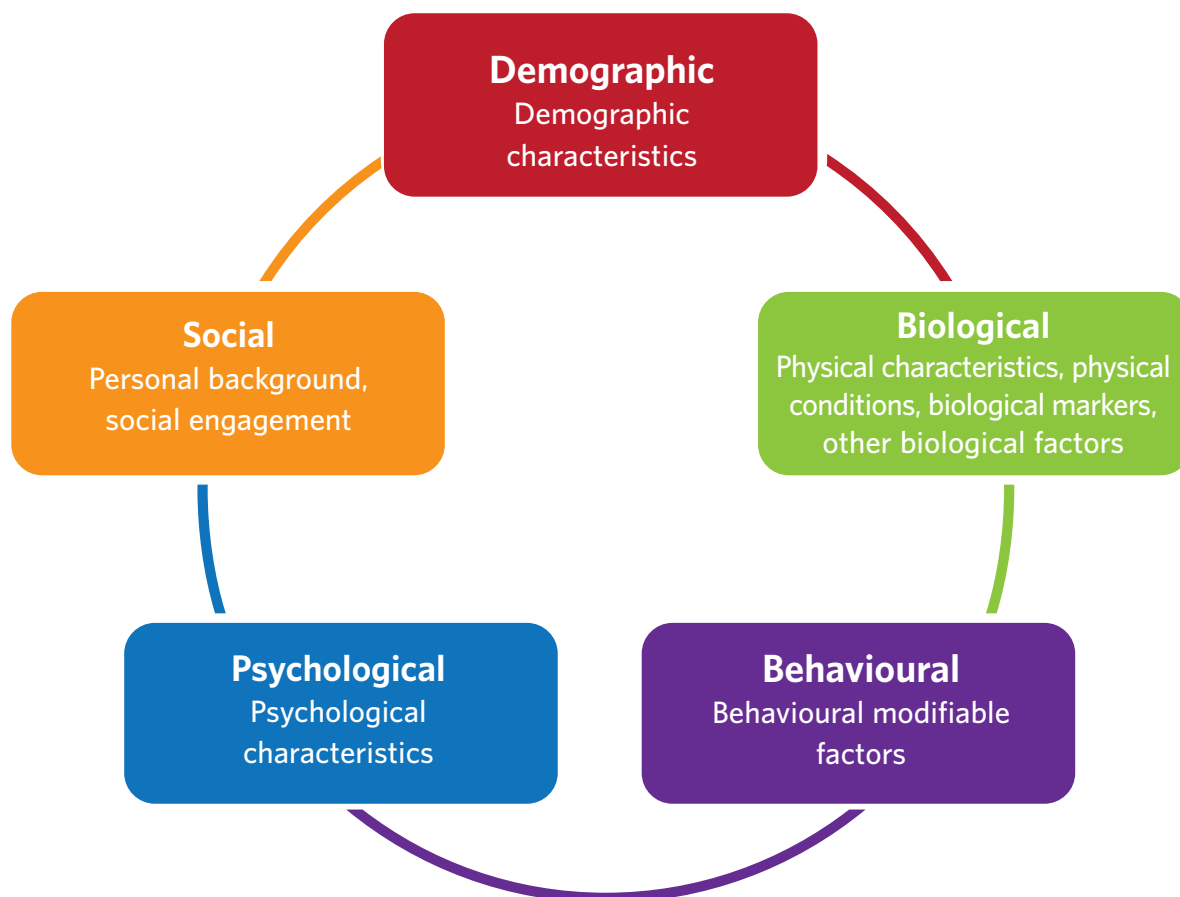 Demographic
Demographic
characteristics
Social
Personal background,
social engagement
Biological
Physical characteristics, physical
conditions, biological markers,
other biological factors
Psychological
Psychological
characteristics
Behavioural
Behavioural modifiable
factors